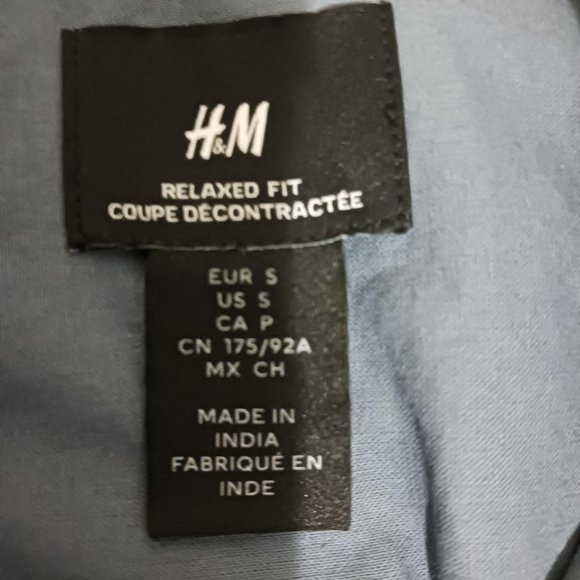 H&M
RELAXED FIT
COUPE DÉCONTRACTÉE
EUR S
US S
CA P
CN 175/92A
MX CH
MADE IN
INDIA
FABRIQUÉ EN
INDE